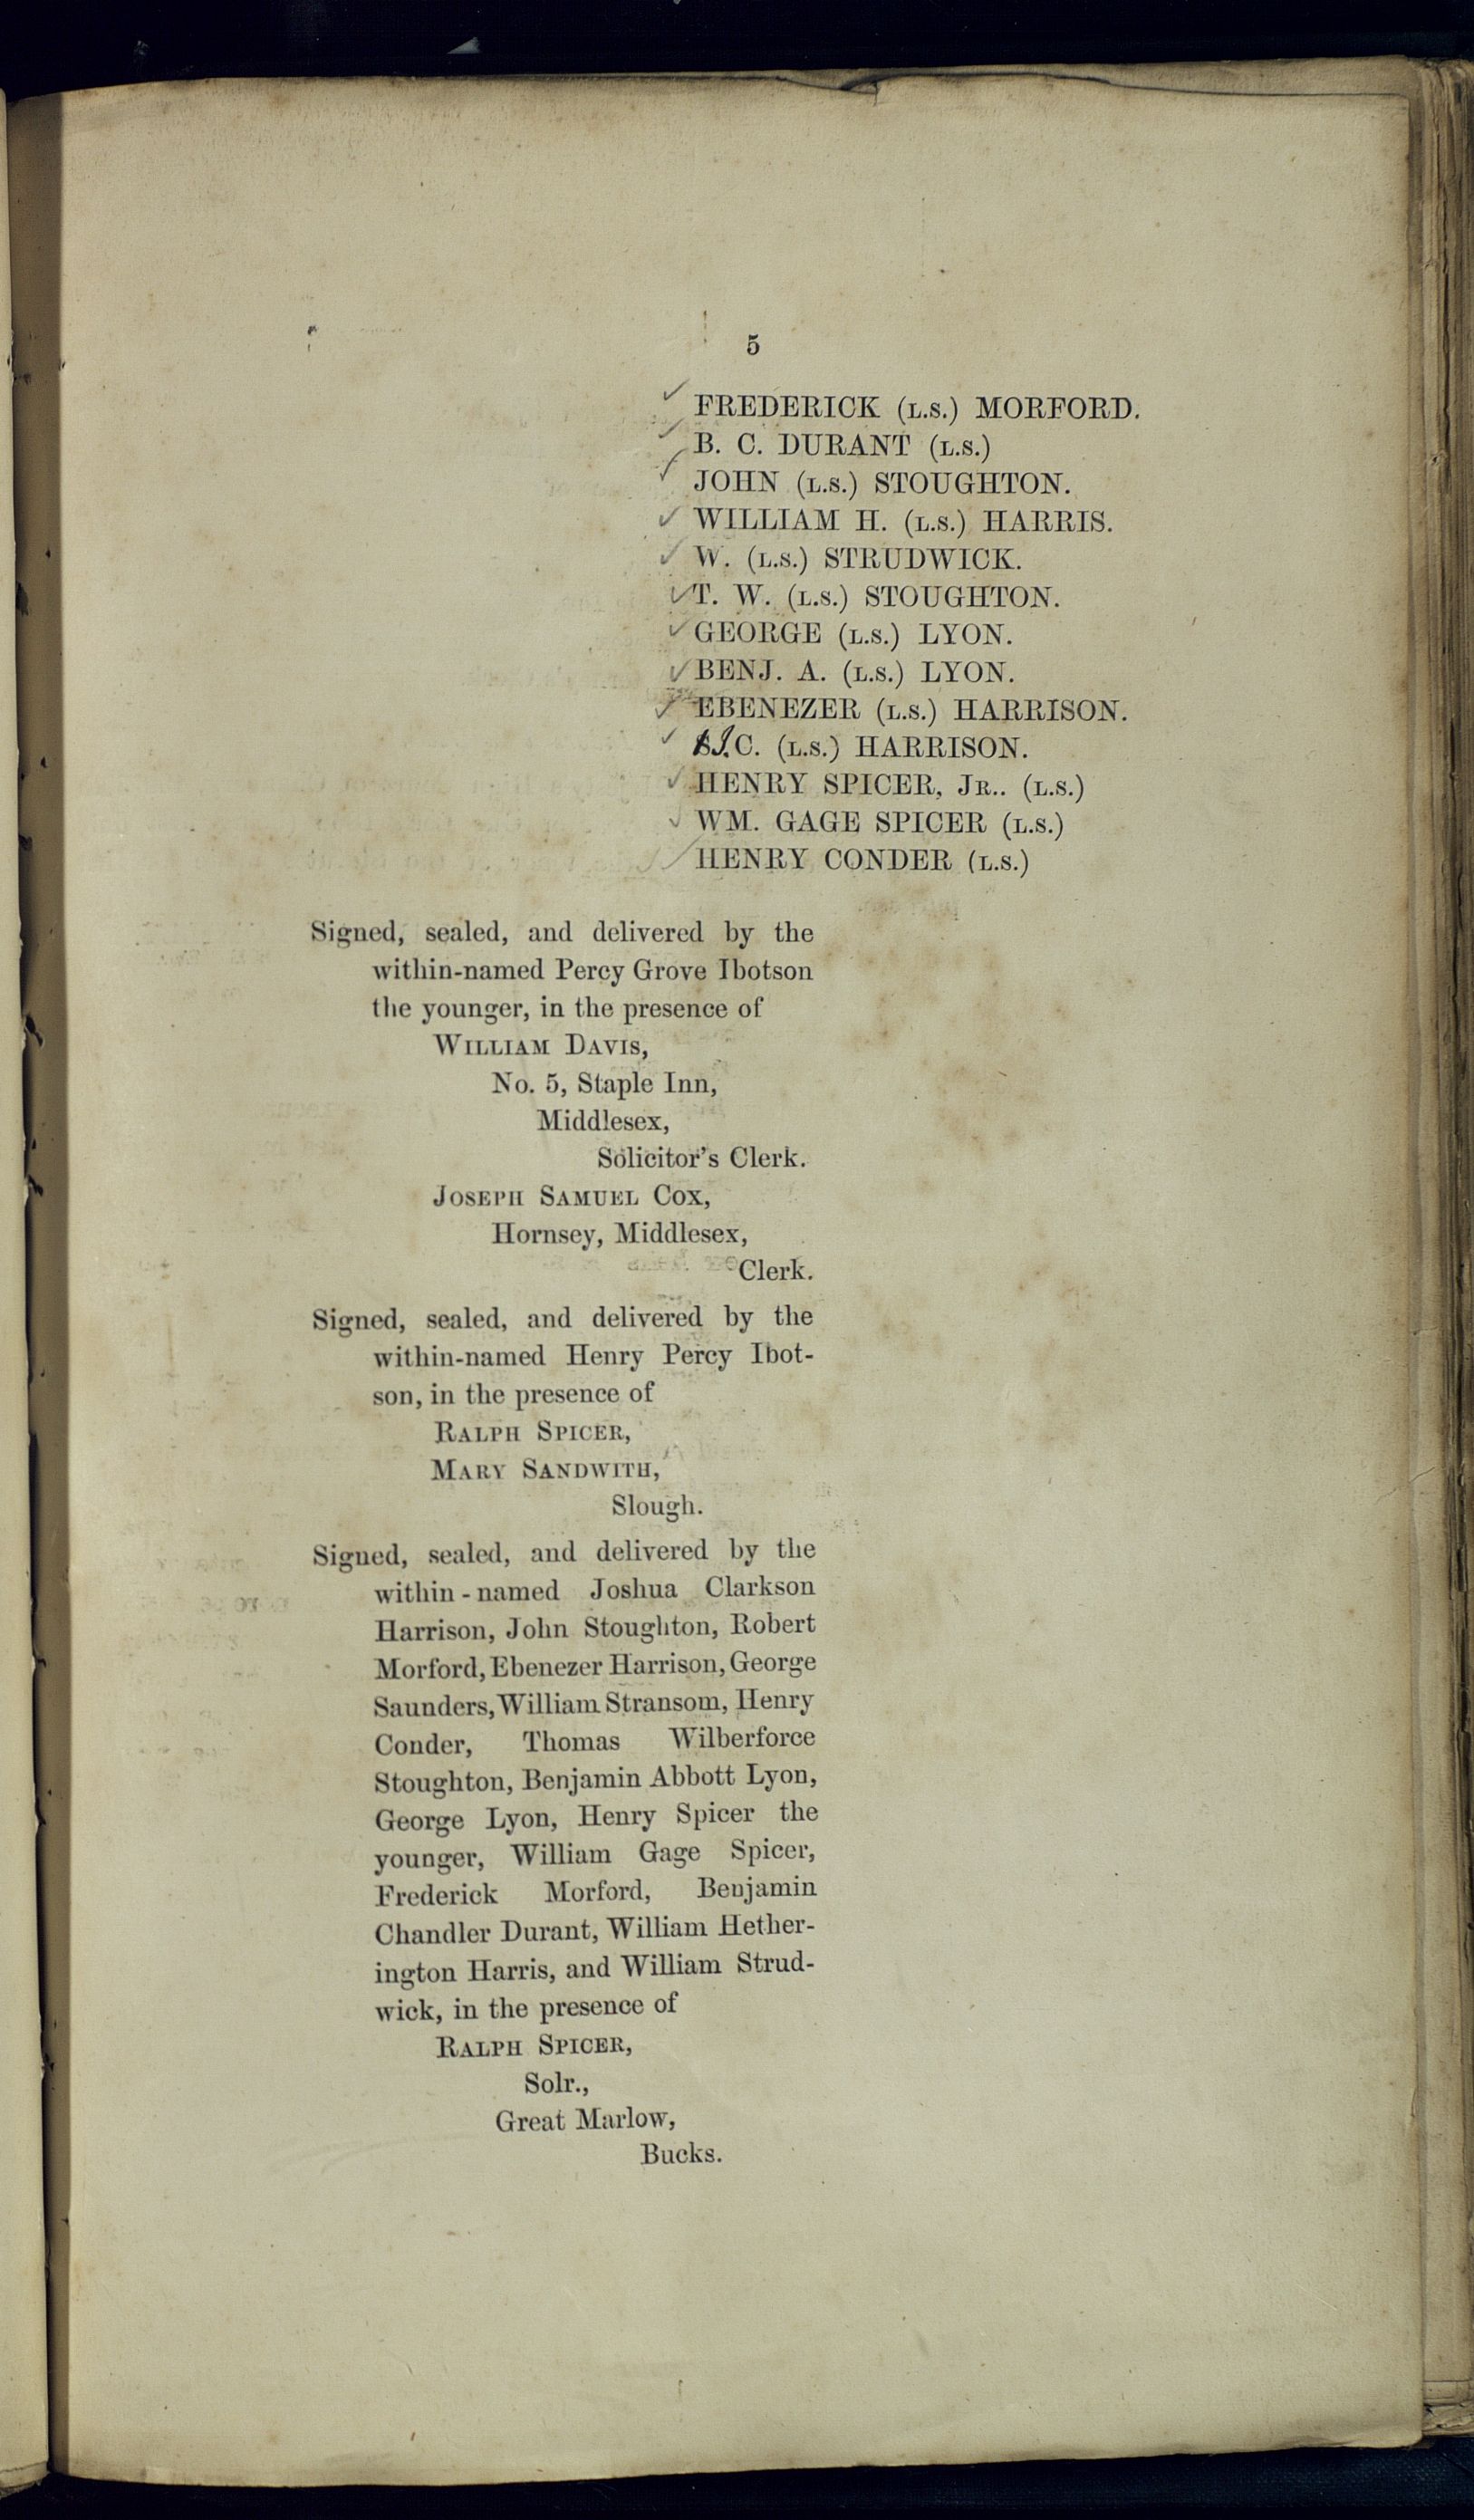 5
✓ FREDERICK (L.S.) MORFORD.
✓ B. C. DURANT (L.S.)
✓ JOHN (L.S.) STOUGHTON.
✓ WILLIAM H. (L.S.) HARRIS.
✓ W. (L.S.) STRUDWICK.
✓ T. W. (L.S.) STOUGHTON.
✓ GEORGE (L.S.) LYON.
✓ BENJ. A. (L.S.) LYON.
✓ EBENEZER (L.S.) HARRISON.
✓ J. C. (L.S.) HARRISON.
✓ HENRY SPICER, JR.. (L.S.)
✓ WM. GAGE SPICER (L.S.)
✓ HENRY CONDER (L.S.)
Signed, sealed, and delivered by the
within-named Percy Grove Ibotson
the younger, in the presence of
WILLIAM DAVIS,
No. 5, Staple Inn,
Middlesex,
Solicitor's Clerk.
JOSEPH SAMUEL COX,
Hornsey, Middlesex,
Clerk.
Signed, sealed, and delivered by the
within-named Henry Percy Ibot-
son, in the presence of
RALPH SPICER,
MARY SANDWITH,
Slough.
Signed, sealed, and delivered by the
within-named Joshua Clarkson
Harrison, John Stoughton, Robert
Morford, Ebenezer Harrison, George
Saunders, William Stransom, Henry
Conder, Thomas Wilberforce
Stoughton, Benjamin Abbott Lyon,
George Lyon, Henry Spicer the
younger, William Gage Spicer,
Frederick Morford, Benjamin
Chandler Durant, William Hether-
ington Harris, and William Strud-
wick, in the presence of
RALPH SPICER,
Solr.,
Great Marlow,
Bucks.